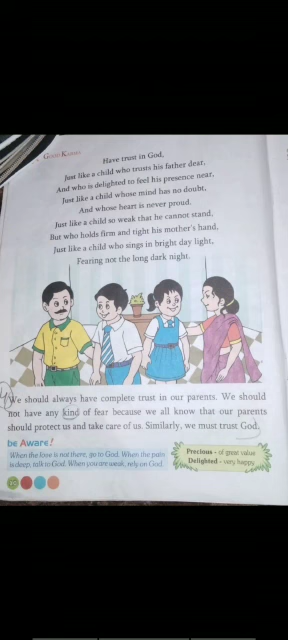 Good Karmas
Have trust in God,
Just like a child who trusts his father dear,
And who is delighted to feel his presence near,
Just like a child whose mind has no doubt,
And whose heart is never proud.
Just like a child so weak that he cannot stand,
But who holds firm and tight his mother's hand,
Just like a child who sings in bright day light,
Fearing not the long dark night.
We should always have complete trust in our parents. We should
not have any kind of fear because we all know that our parents
should protect us and take care of us. Similarly, we must trust God.
be Aware!
When the love is not there, go to God. When the pain
is deep, talk to God. When you are weak, rely on God.
Precious - of great value
Delighted - very happy